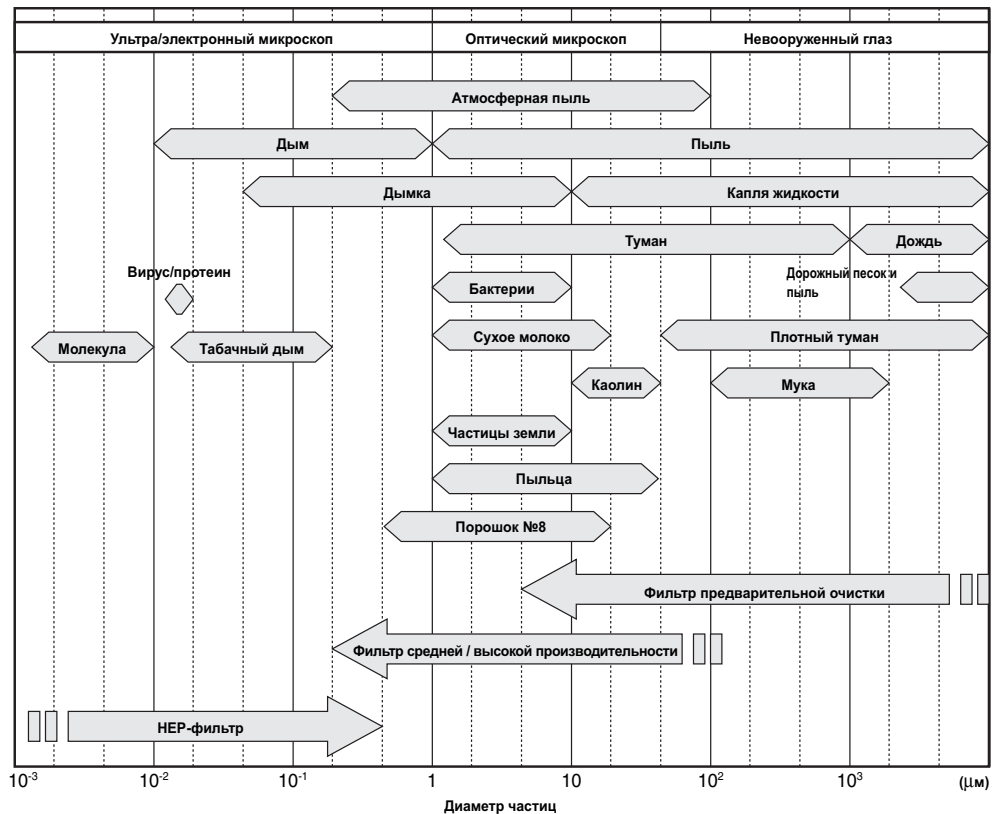 Ультра/электронный микроскоп
Оптический микроскоп
Невооруженный глаз
Атмосферная пыль
Дым
Пыль
Дымка
Капля жидкости
Туман
Дождь
Вирус/протеин
Бактерии
Дорожный песок и
пыль
Молекула
Табачный дым
Сухое молоко
Плотный туман
Каолин
Мука
Частицы земли
Пыльца
Порошок №8
Фильтр предварительной очистки
Фильтр средней / высокой производительности
НЕР-фильтр
10⁻³ 10⁻² 10⁻¹ 1 10 10² 10³ (μм)
Диаметр частиц